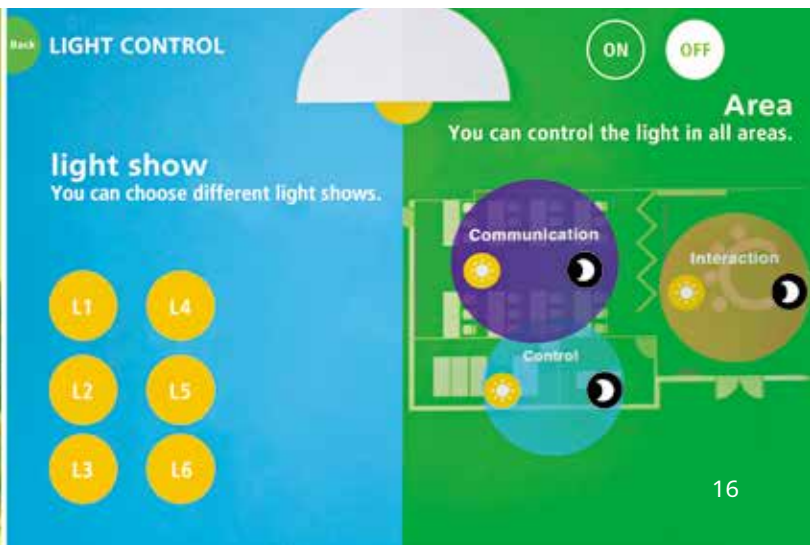 Back
LIGHT CONTROL
ON
OFF
Area
You can control the light in all areas.
light show
You can choose different light shows.
Communication
Interaction
Control
L1
L4
L2
L5
L3
L6
16